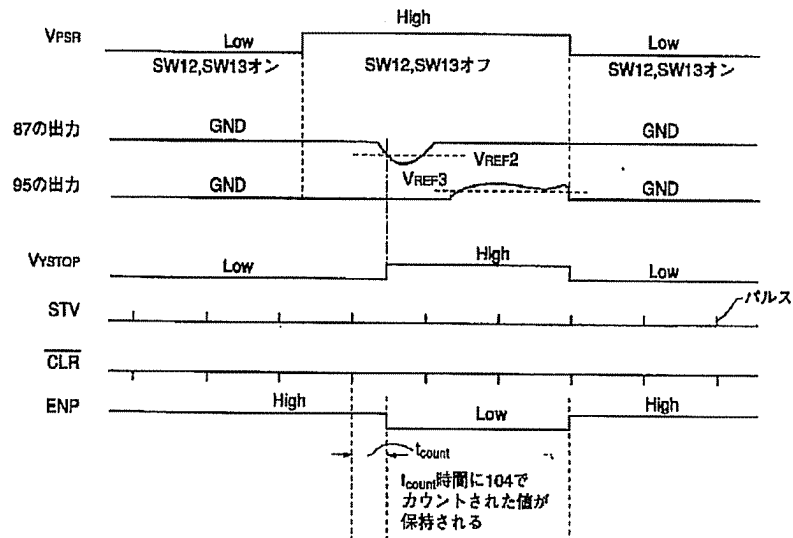 High
VPSR
Low
Low
SW12,SW13オン
SW12,SW13オフ
SW12,SW13オン
87の出力
GND
GND
VREF2
95の出力
GND
VREF3
GND
VYSTOP
Low
High
Low
STV
パルス
CLR
ENP
High
Low
High
tcount
tcount時間に104で
カウントされた値が
保持される